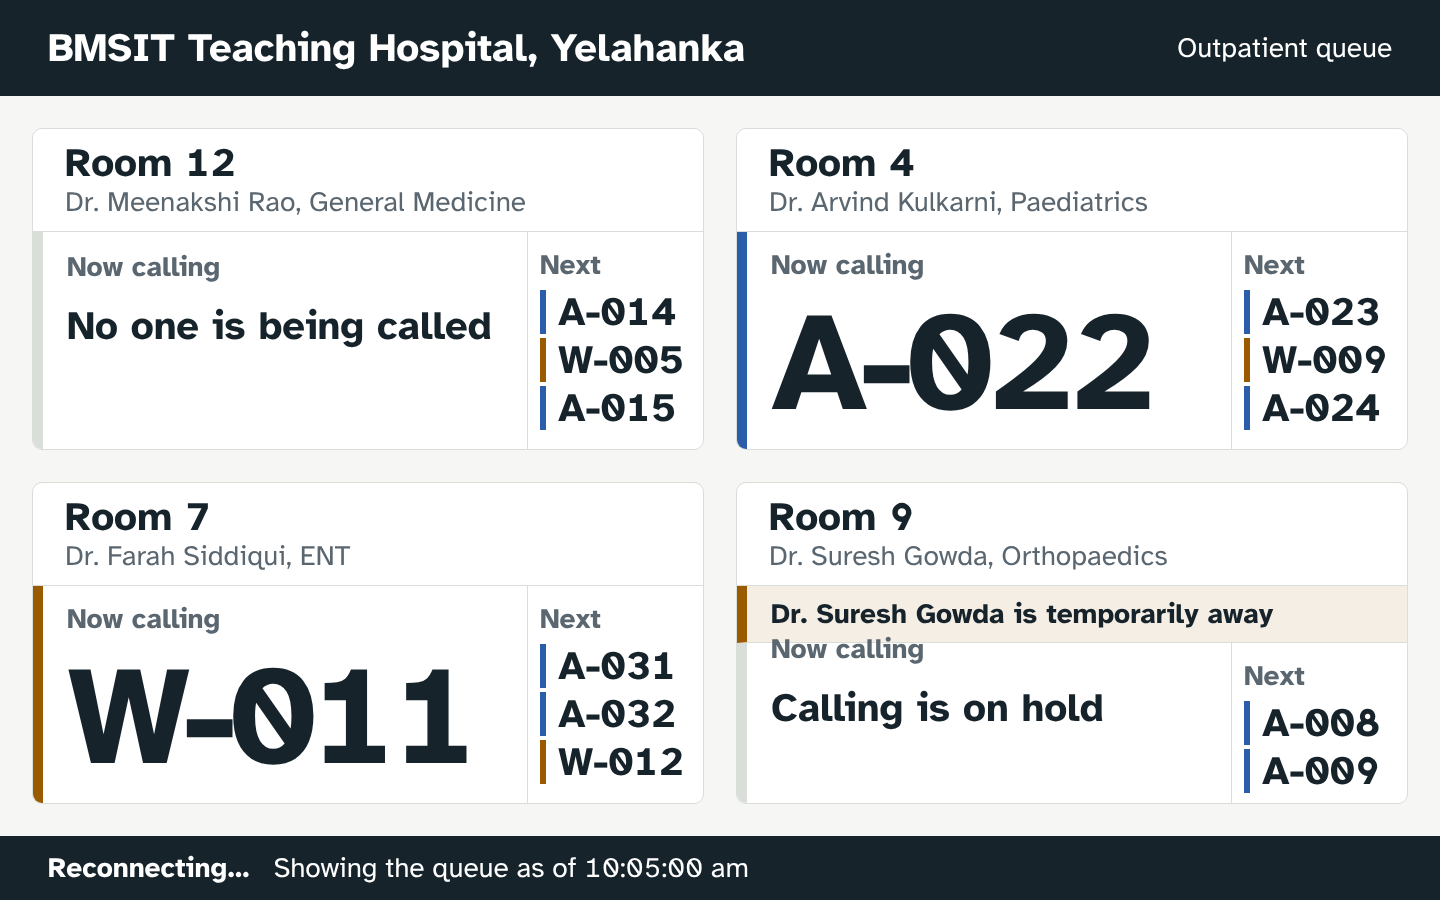 BMSIT Teaching Hospital, Yelahanka
Outpatient queue
Room 12
Dr. Meenakshi Rao, General Medicine
Now calling
No one is being called
Next
A-014
W-005
A-015
Room 4
Dr. Arvind Kulkarni, Paediatrics
Now calling
A-022
Next
A-023
W-009
A-024
Room 7
Dr. Farah Siddiqui, ENT
Now calling
W-011
Next
A-031
A-032
W-012
Room 9
Dr. Suresh Gowda, Orthopaedics
Dr. Suresh Gowda is temporarily away
Now calling
Calling is on hold
Next
A-008
A-009
Reconnecting... Showing the queue as of 10:05:00 am